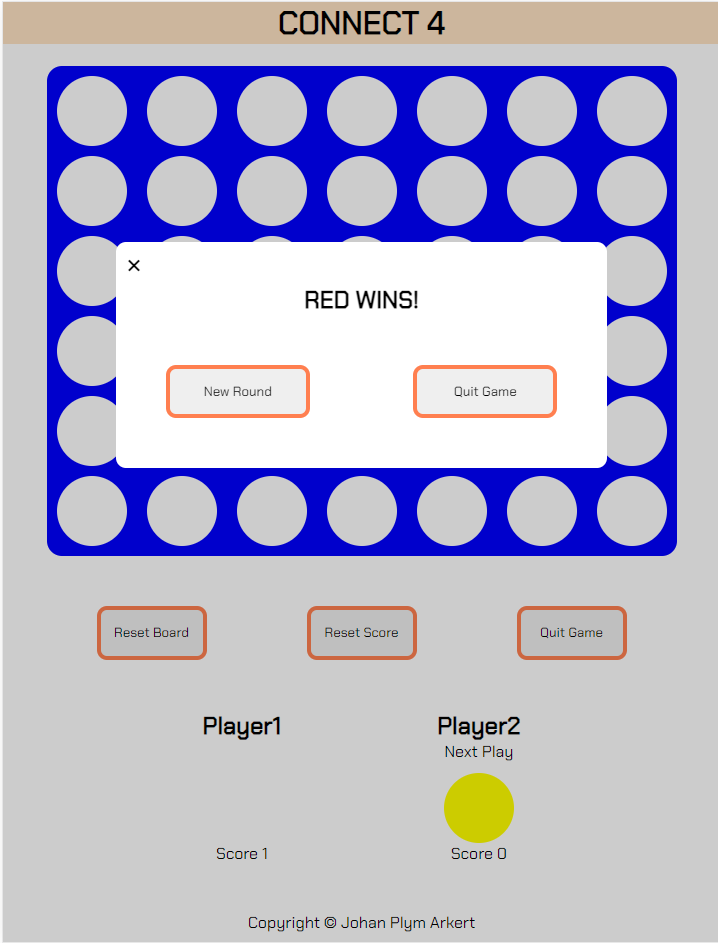 CONNECT 4
×
RED WINS!
New Round
Quit Game
Reset Board
Reset Score
Quit Game
Player1
Player2
Next Play
Score 1
Score 0
Copyright © Johan Plym Arkert